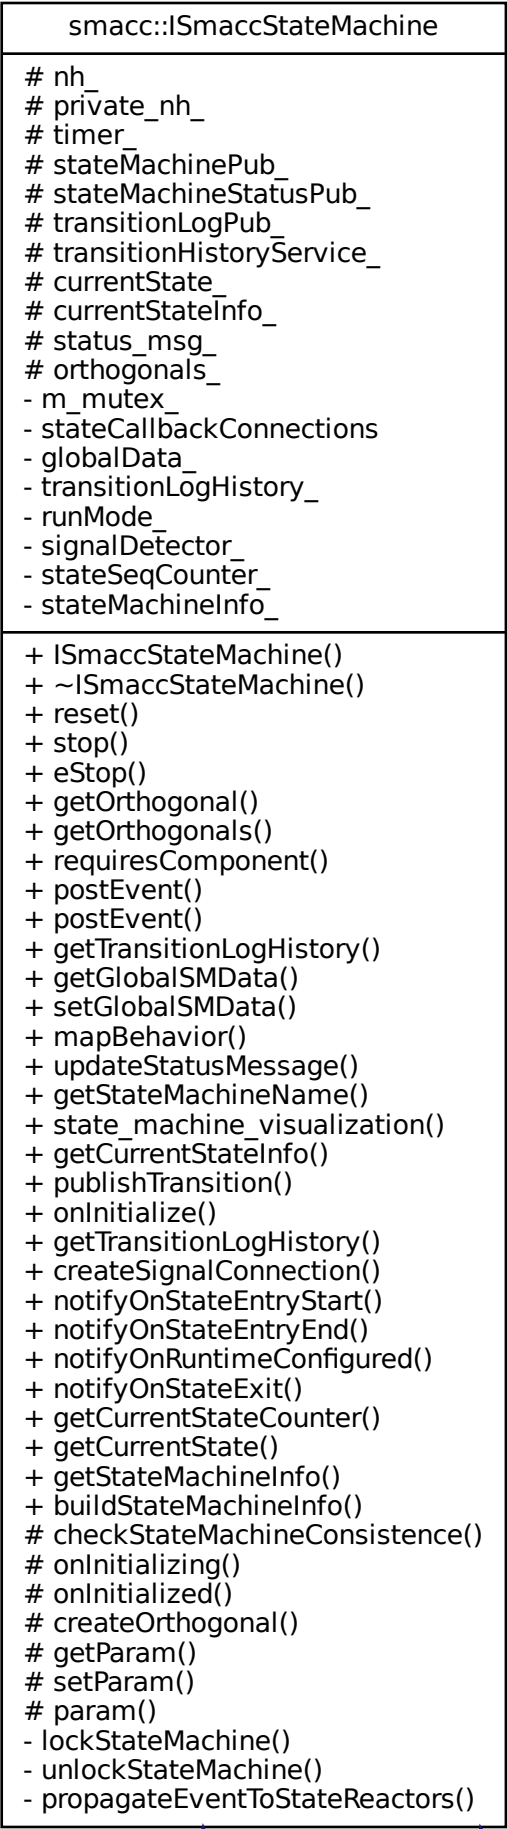 smacc::ISmaccStateMachine
# nh_
# private_nh_
# timer_
# stateMachinePub_
# stateMachineStatusPub_
# transitionLogPub_
# transitionHistoryService_
# currentState_
# currentStateInfo_
# status_msg_
# orthogonals_
- m_mutex_
- stateCallbackConnections
- globalData_
- transitionLogHistory_
- runMode_
- signalDetector_
- stateSeqCounter_
- stateMachineInfo_
+ ISmaccStateMachine()
+ ~ISmaccStateMachine()
+ reset()
+ stop()
+ eStop()
+ getOrthogonal()
+ getOrthogonals()
+ requiresComponent()
+ postEvent()
+ postEvent()
+ getTransitionLogHistory()
+ getGlobalSMData()
+ setGlobalSMData()
+ mapBehavior()
+ updateStatusMessage()
+ getStateMachineName()
+ state_machine_visualization()
+ getCurrentStateInfo()
+ publishTransition()
+ onInitialize()
+ getTransitionLogHistory()
+ createSignalConnection()
+ notifyOnStateEntryStart()
+ notifyOnStateEntryEnd()
+ notifyOnRuntimeConfigured()
+ notifyOnStateExit()
+ getCurrentStateCounter()
+ getCurrentState()
+ getStateMachineInfo()
+ buildStateMachineInfo()
# checkStateMachineConsistence()
# onInitializing()
# onInitialized()
# createOrthogonal()
# getParam()
# setParam()
# param()
- lockStateMachine()
- unlockStateMachine()
- propagateEventToStateReactors()